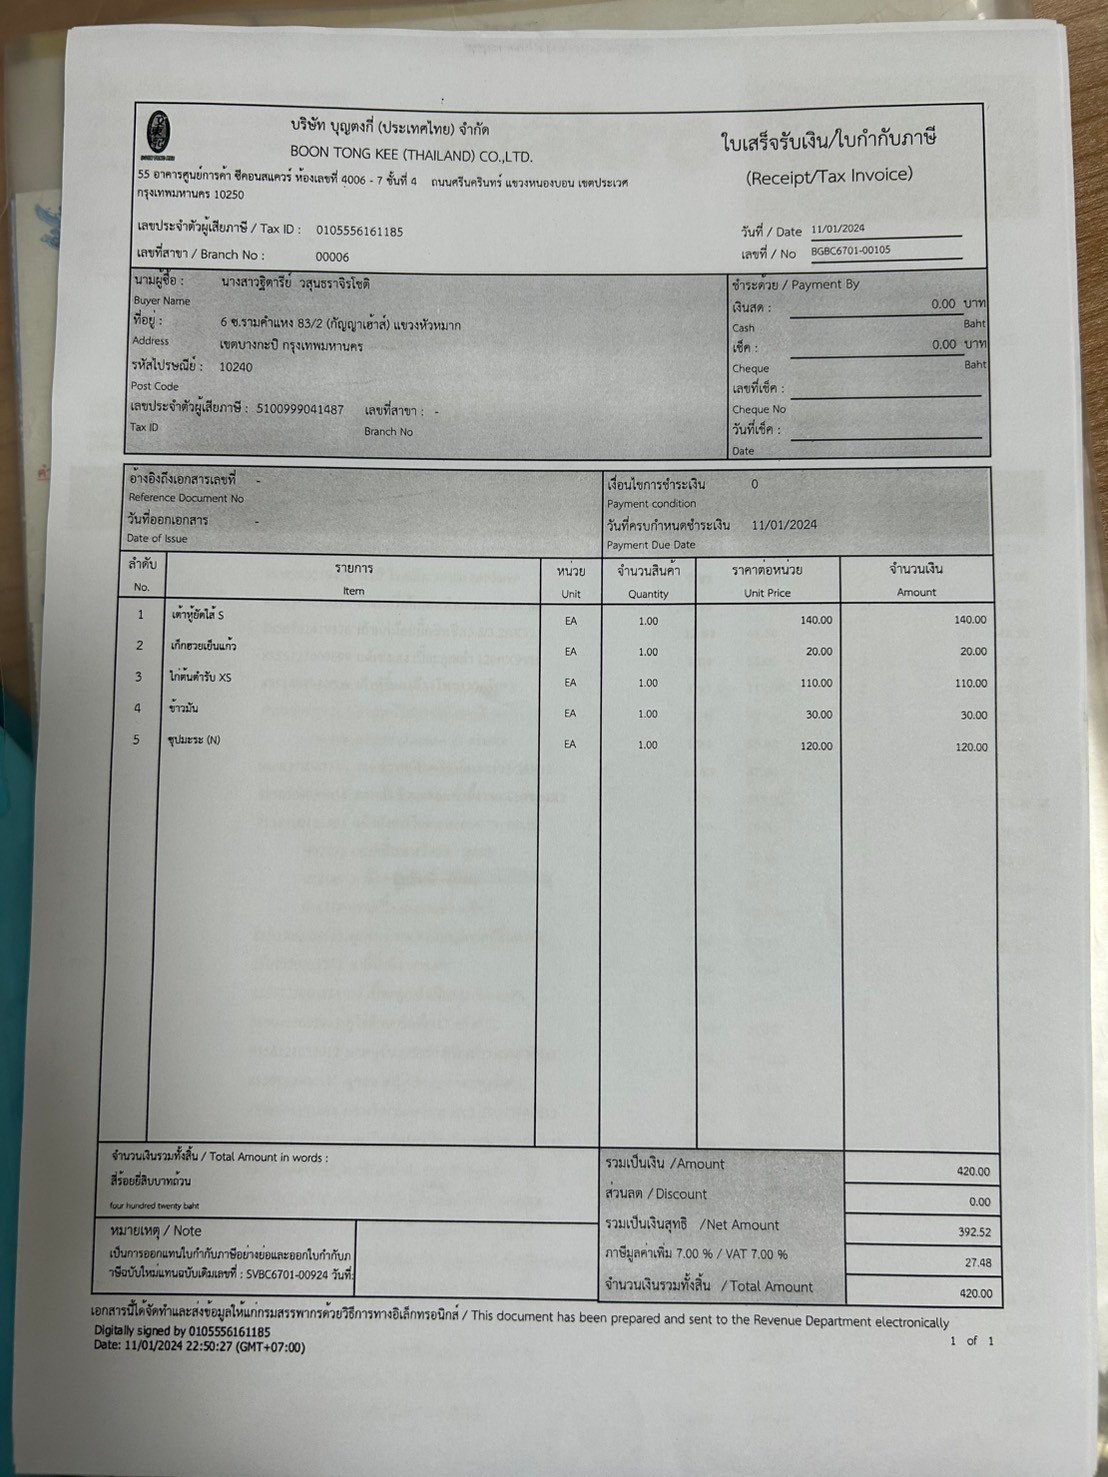 บริษัท บุญตงกี่ (ประเทศไทย) จำกัด
BOON TONG KEE (THAILAND) CO.,LTD.
55 อาคารศูนย์การค้า ซีคอนสแควร์ ห้องเลขที่ 4006 - 7 ชั้นที่ 4 ถนนศรีนครินทร์ แขวงหนองบอน เขตประเวศ
กรุงเทพมหานคร 10250
เลขประจำตัวผู้เสียภาษี / Tax ID : 0105556161185
เลขที่สาขา / Branch No : 00006
ใบเสร็จรับเงิน/ใบกำกับภาษี
(Receipt/Tax Invoice)
วันที่ / Date 11/01/2024
เลขที่ / No BGBC6701-00105
นามผู้ซื้อ : นางสาวฐิตารีย์ วสุนธราจิรโชติ
Buyer Name
ที่อยู่ : 6 ซ.รามคำแหง 83/2 (กัญญาเฮ้าส์) แขวงหัวหมาก
Address เขตบางกะปิ กรุงเทพมหานคร
รหัสไปรษณีย์ : 10240
Post Code
เลขประจำตัวผู้เสียภาษี : 5100999041487 เลขที่สาขา : -
Tax ID Branch No
ชำระด้วย / Payment By
เงินสด : 0.00 บาท
Cash Baht
เช็ค : 0.00 บาท
Cheque Baht
เลขที่เช็ค :
Cheque No
วันที่เช็ค :
Date
อ้างอิงถึงเอกสารเลขที่ -
Reference Document No
วันที่ออกเอกสาร -
Date of Issue
เงื่อนไขการชำระเงิน 0
Payment condition
วันที่ครบกำหนดชำระเงิน 11/01/2024
Payment Due Date
ลำดับ รายการ หน่วย จำนวนสินค้า ราคาต่อหน่วย จำนวนเงิน
No. Item Unit Quantity Unit Price Amount
1 เต้าหู้ยัดไส้ S EA 1.00 140.00 140.00
2 เก็กฮวยเย็นแก้ว EA 1.00 20.00 20.00
3 ไก่ต้นตำรับ XS EA 1.00 110.00 110.00
4 ข้าวมัน EA 1.00 30.00 30.00
5 ซุปมะระ (N) EA 1.00 120.00 120.00
จำนวนเงินรวมทั้งสิ้น / Total Amount in words :
สี่ร้อยยี่สิบบาทถ้วน
four hundred twenty baht
หมายเหตุ / Note
เป็นการออกแทนใบกำกับภาษีอย่างย่อและออกใบกำกับภ
าษีฉบับใหม่แทนฉบับเดิมเลขที่ : SVBC6701-00924 วันที่:
รวมเป็นเงิน /Amount 420.00
ส่วนลด / Discount 0.00
รวมเป็นเงินสุทธิ /Net Amount 392.52
ภาษีมูลค่าเพิ่ม 7.00 % / VAT 7.00 % 27.48
จำนวนเงินรวมทั้งสิ้น / Total Amount 420.00
เอกสารนี้ได้จัดทำและส่งข้อมูลให้แก่กรมสรรพากรด้วยวิธีการทางอิเล็กทรอนิกส์ / This document has been prepared and sent to the Revenue Department electronically
Digitally signed by 0105556161185
Date: 11/01/2024 22:50:27 (GMT+07:00)
1 of 1